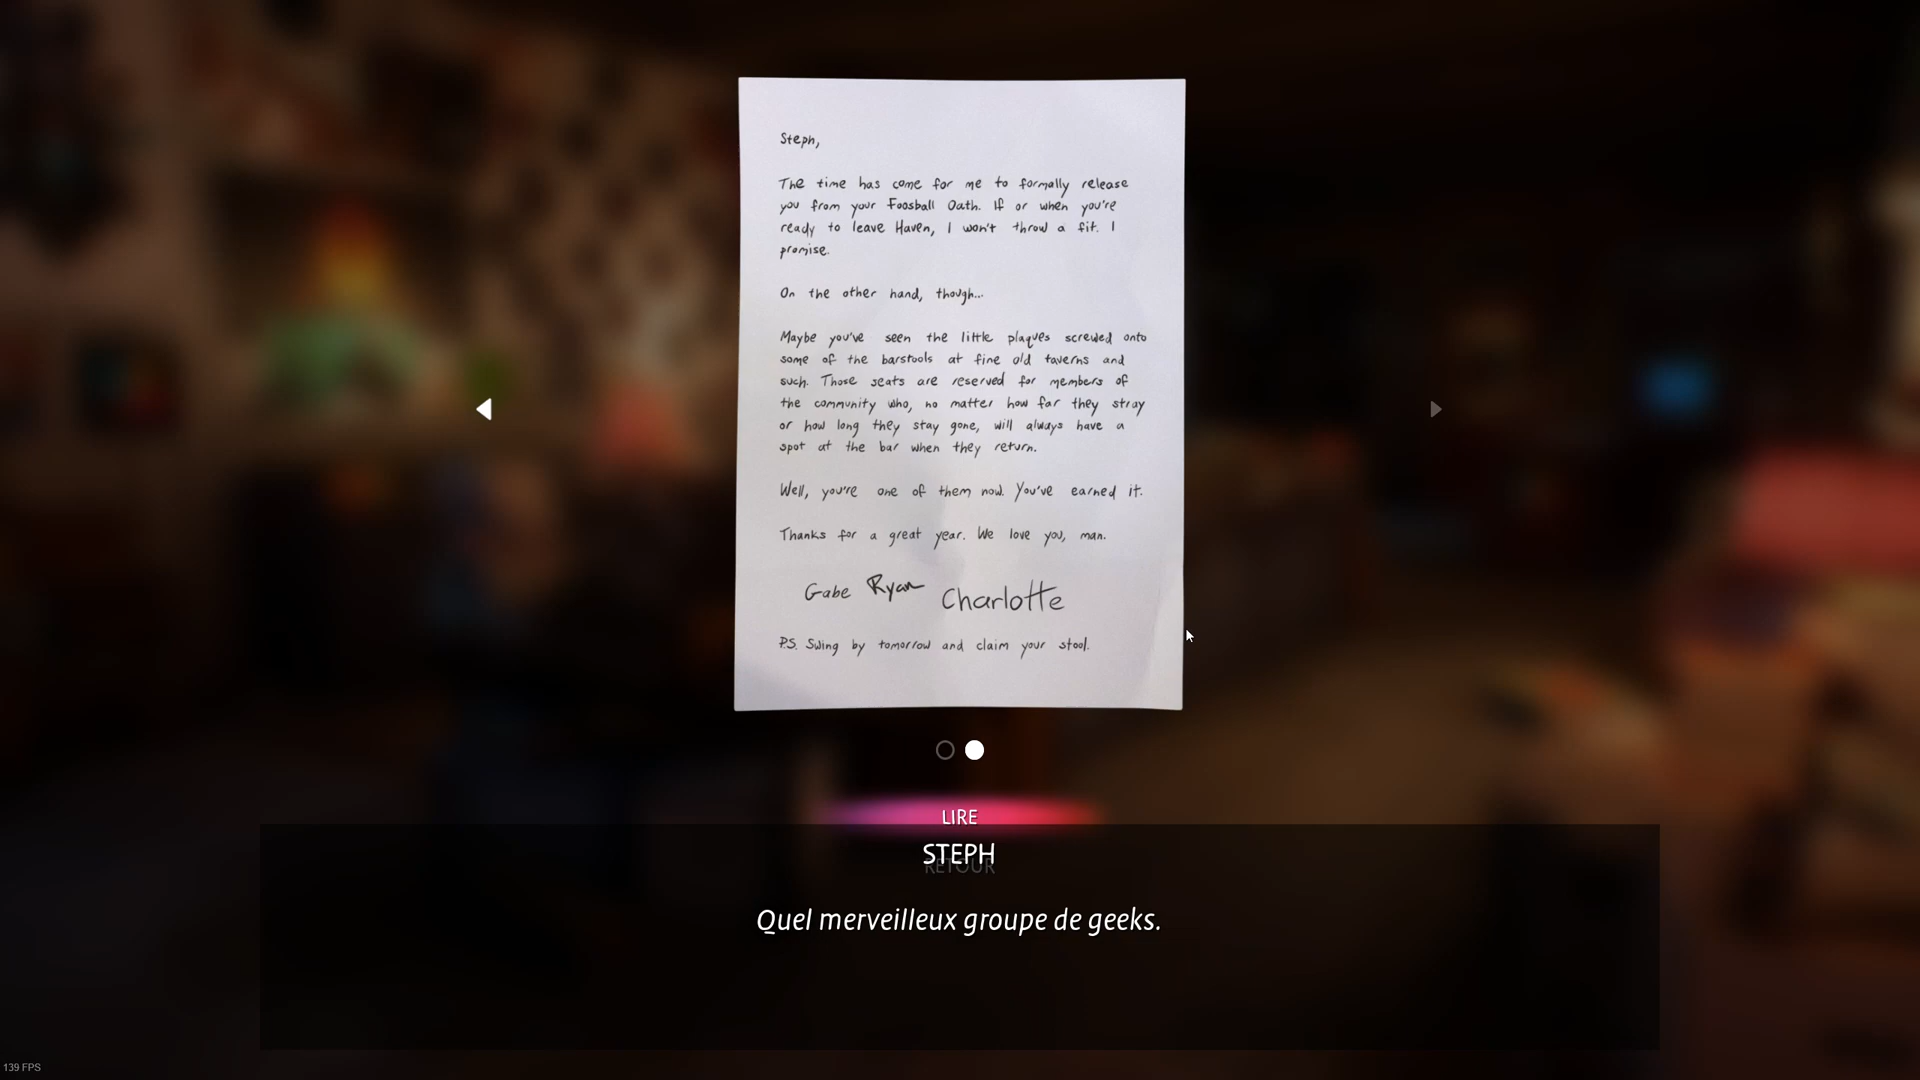 Steph,
The time has come for me to formally release
you from your Foosball Oath. If or when you're
ready to leave Haven, I won't throw a fit. I
promise.
On the other hand, though...
Maybe you've seen the little plaques screwed onto
some of the barstools at fine old taverns and
such. Those seats are reserved for members of
the community who, no matter how far they stray
or how long they stay gone, will always have a
spot at the bar when they return.
Well, you're one of them now. You've earned it.
Thanks for a great year. We love you, man.
Gabe Ryan Charlotte
P.S. Swing by tomorrow and claim your stool.
LIRE
STEPH
RETOUR
Quel merveilleux groupe de geeks.
139 FPS